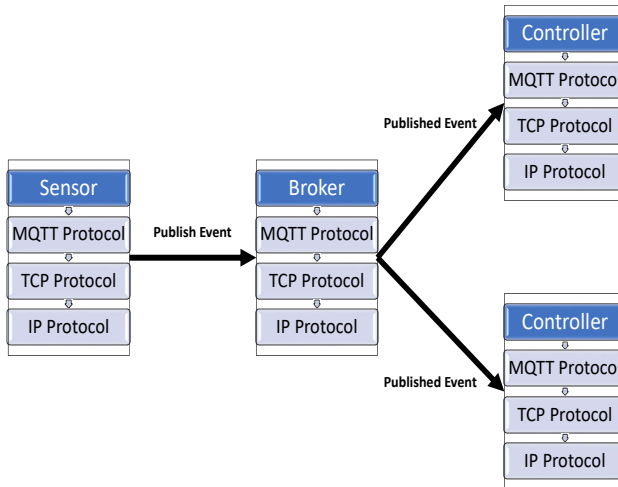 Sensor
MQTT Protocol
TCP Protocol
IP Protocol
Publish Event
Broker
MQTT Protocol
TCP Protocol
IP Protocol
Published Event
Controller
MQTT Protoco
TCP Protocol
IP Protocol
Published Event
Controller
MQTT Protoco
TCP Protocol
IP Protocol